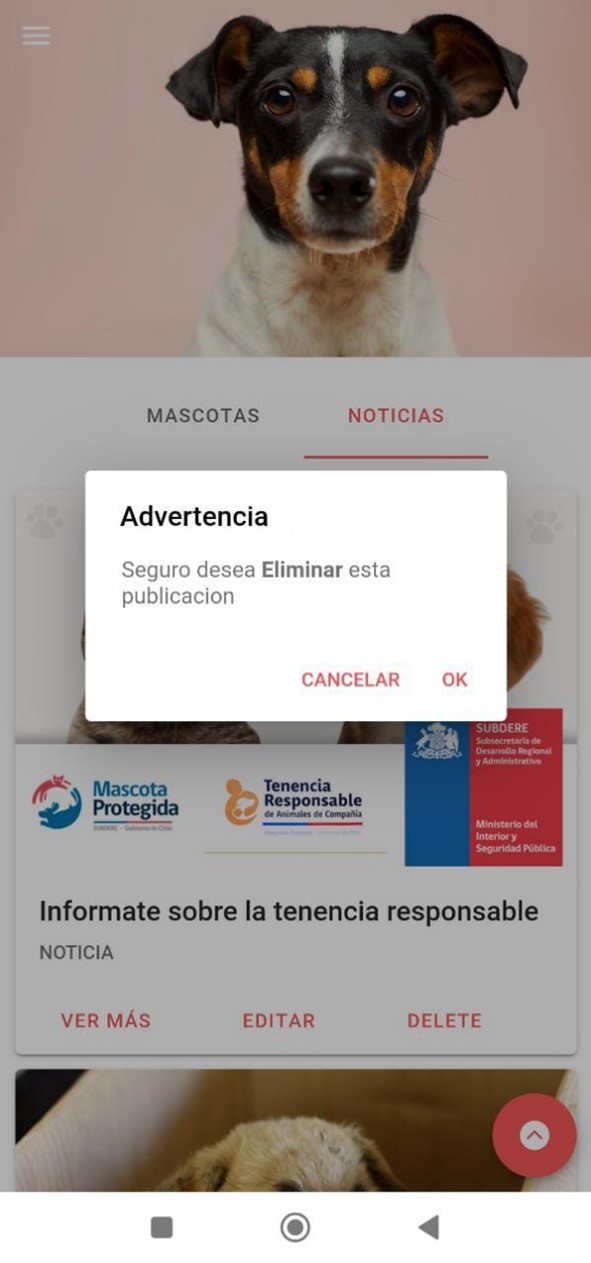 MASCOTAS
NOTICIAS
Advertencia
Seguro desea Eliminar esta
publicacion
CANCELAR
OK
Mascota
Protegida
SUBDERE - Gobierno de Chile
Tenencia
Responsable
de Animales de Compañía
SUBDERE
Subsecretaría de
Desarrollo Regional
y Administrativo
Ministerio del
Interior y
Seguridad Pública
Informate sobre la tenencia responsable
NOTICIA
VER MÁS
EDITAR
DELETE